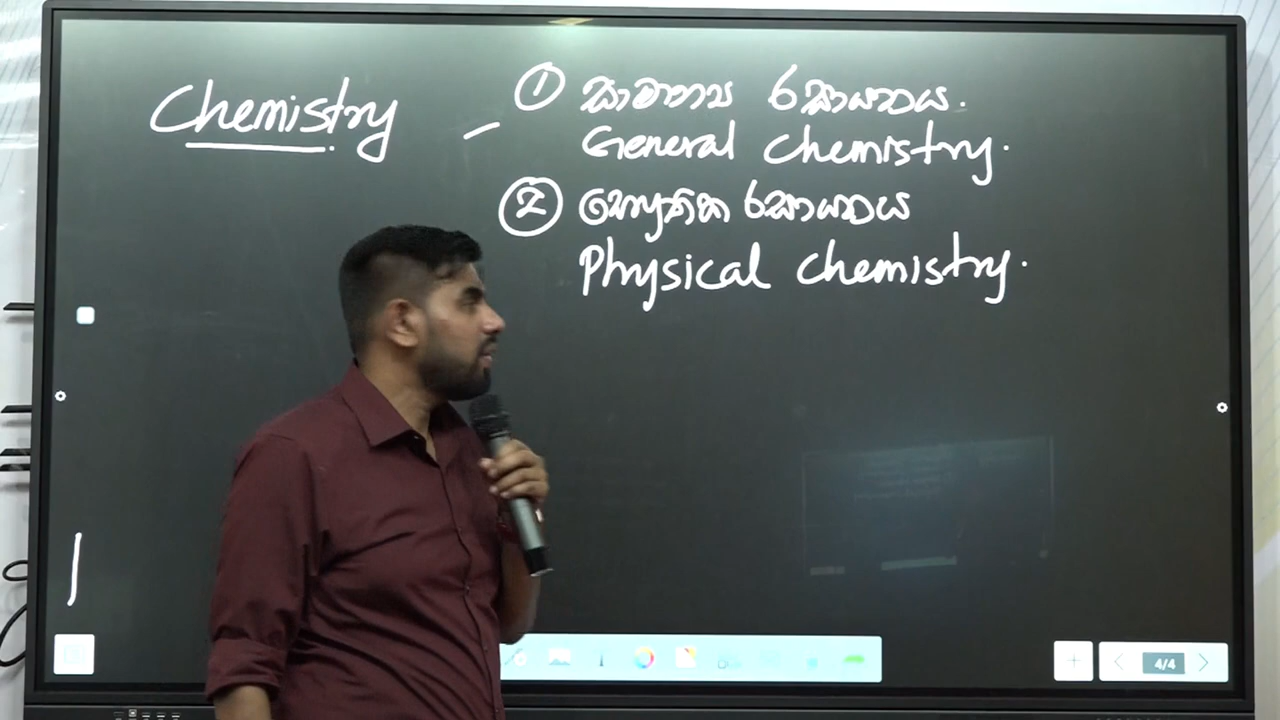 Chemistry
① සාමාන්‍ය රසායනය.
General Chemistry.
② භෞතික රසායනය
Physical Chemistry.
4/4